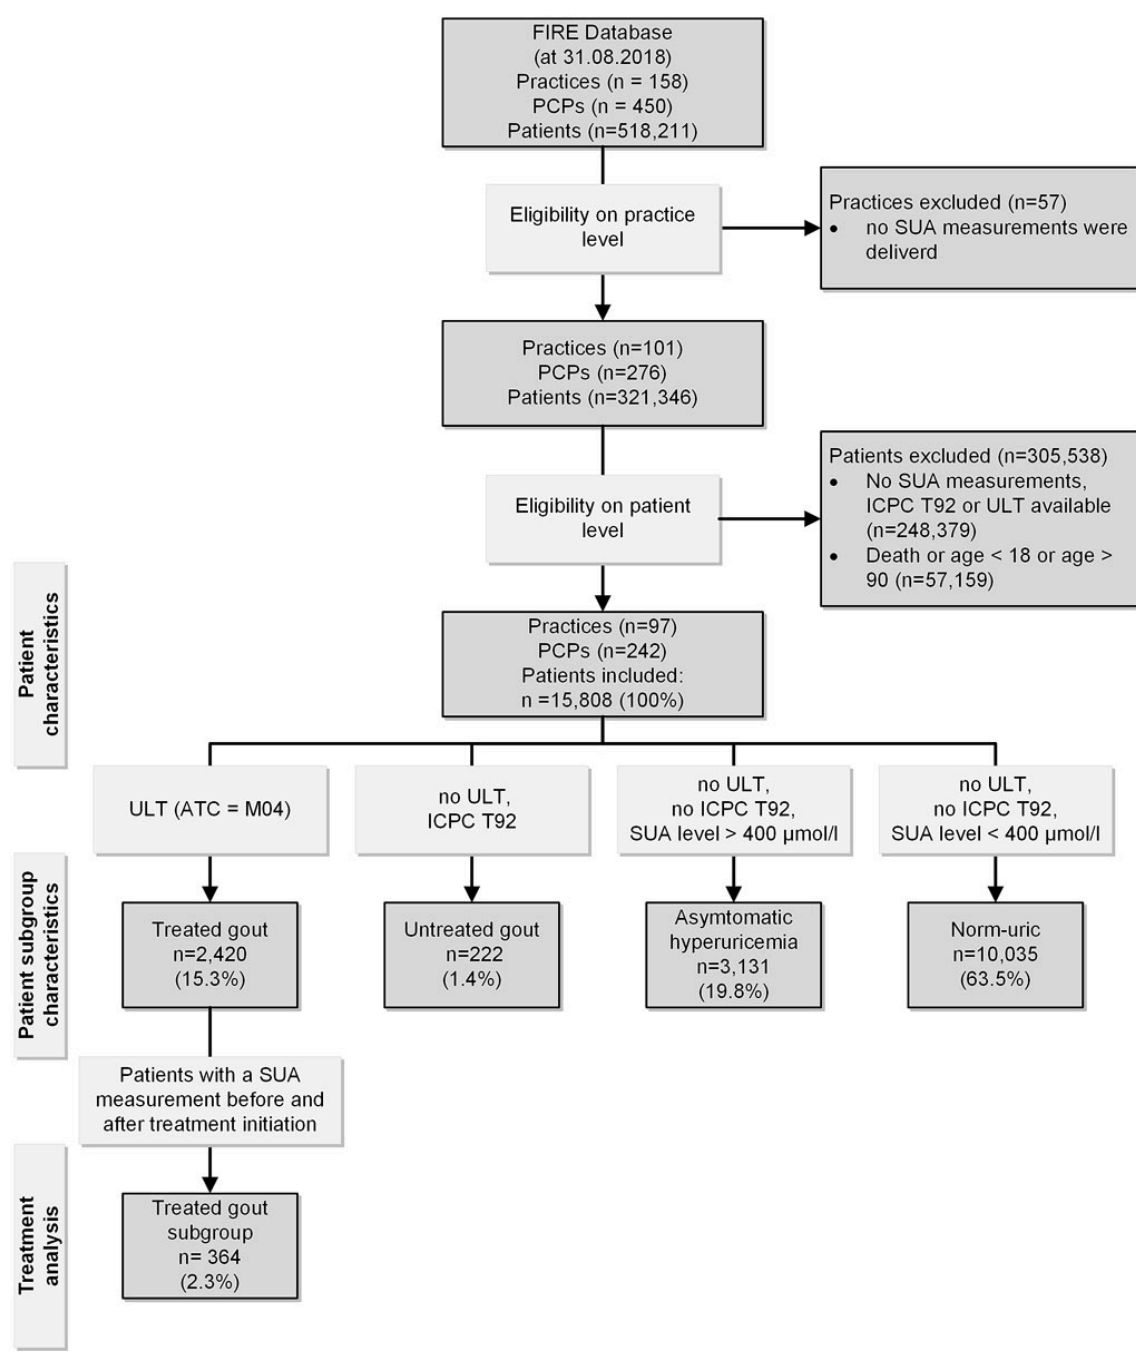 FIRE Database
(at 31.08.2018)
Practices (n = 158)
PCPs (n = 450)
Patients (n=518,211)
Eligibility on practice
level
Practices excluded (n=57)
• no SUA measurements were
deliverd
Practices (n=101)
PCPs (n=276)
Patients (n=321,346)
Eligibility on patient
level
Patients excluded (n=305,538)
• No SUA measurements,
ICPC T92 or ULT available
(n=248,379)
• Death or age < 18 or age >
90 (n=57,159)
Patient
characteristics
Practices (n=97)
PCPs (n=242)
Patients included:
n =15,808 (100%)
ULT (ATC = M04)
no ULT,
ICPC T92
no ULT,
no ICPC T92,
SUA level > 400 µmol/l
no ULT,
no ICPC T92,
SUA level < 400 µmol/l
Patient subgroup
characteristics
Treated gout
n=2,420
(15.3%)
Untreated gout
n=222
(1.4%)
Asymtomatic
hyperuricemia
n=3,131
(19.8%)
Norm-uric
n=10,035
(63.5%)
Patients with a SUA
measurement before and
after treatment initiation
Treatment
analysis
Treated gout
subgroup
n= 364
(2.3%)